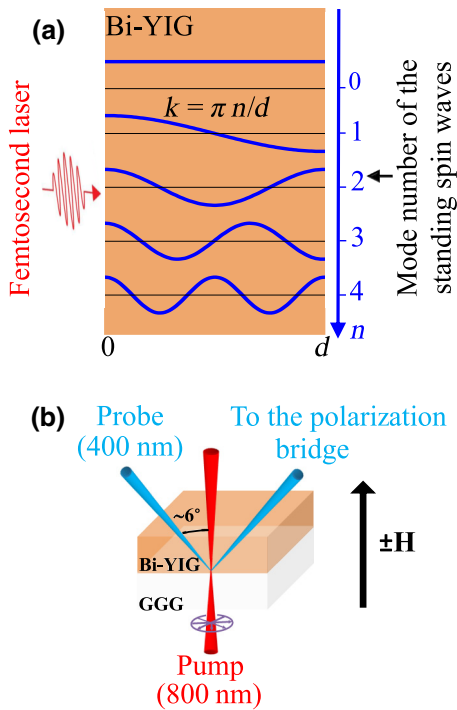 (a)
Bi-YIG
Femtosecond laser
k = π n/d
0
1
2
3
4
n
Mode number of the
standing spin waves
0
d
(b)
Probe
(400 nm)
To the polarization
bridge
~6°
±H
Bi-YIG
GGG
Pump
(800 nm)